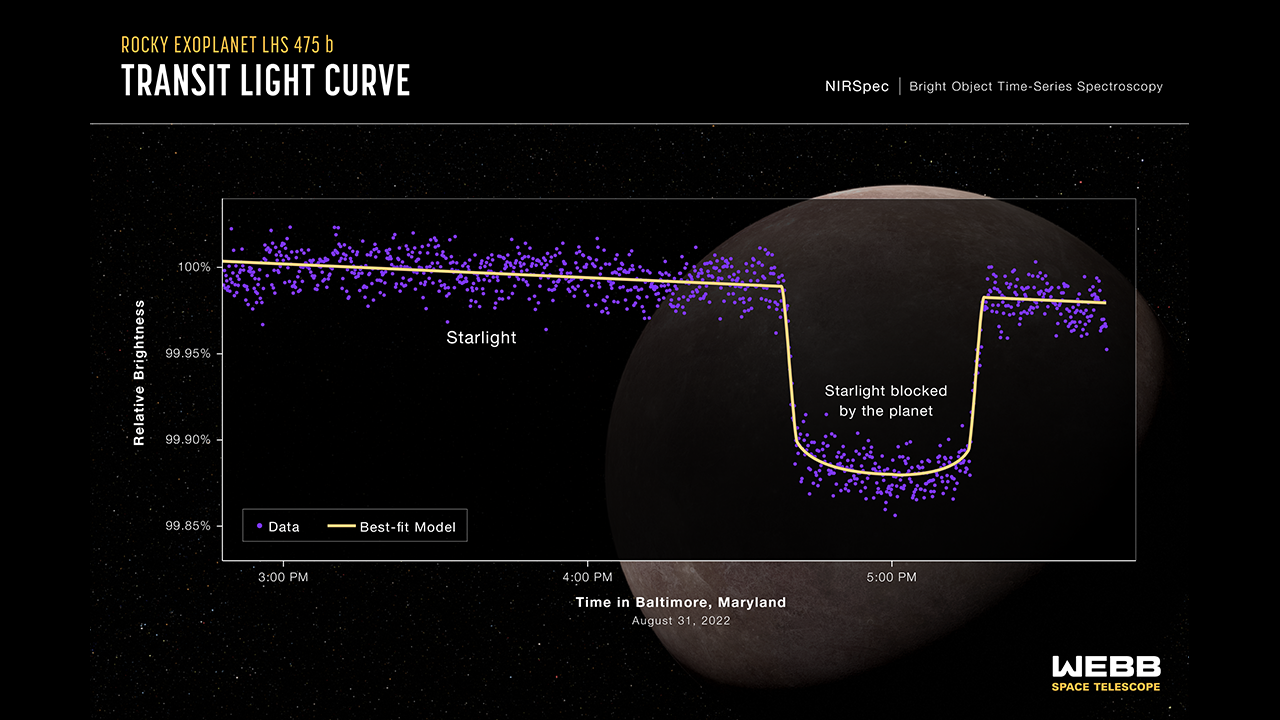 ROCKY EXOPLANET LHS 475 b
TRANSIT LIGHT CURVE
NIRSpec | Bright Object Time-Series Spectroscopy
Relative Brightness
100%
99.95%
99.90%
99.85%
Starlight
Starlight blocked
by the planet
Data
Best-fit Model
3:00 PM
4:00 PM
5:00 PM
Time in Baltimore, Maryland
August 31, 2022
WEBB
SPACE TELESCOPE